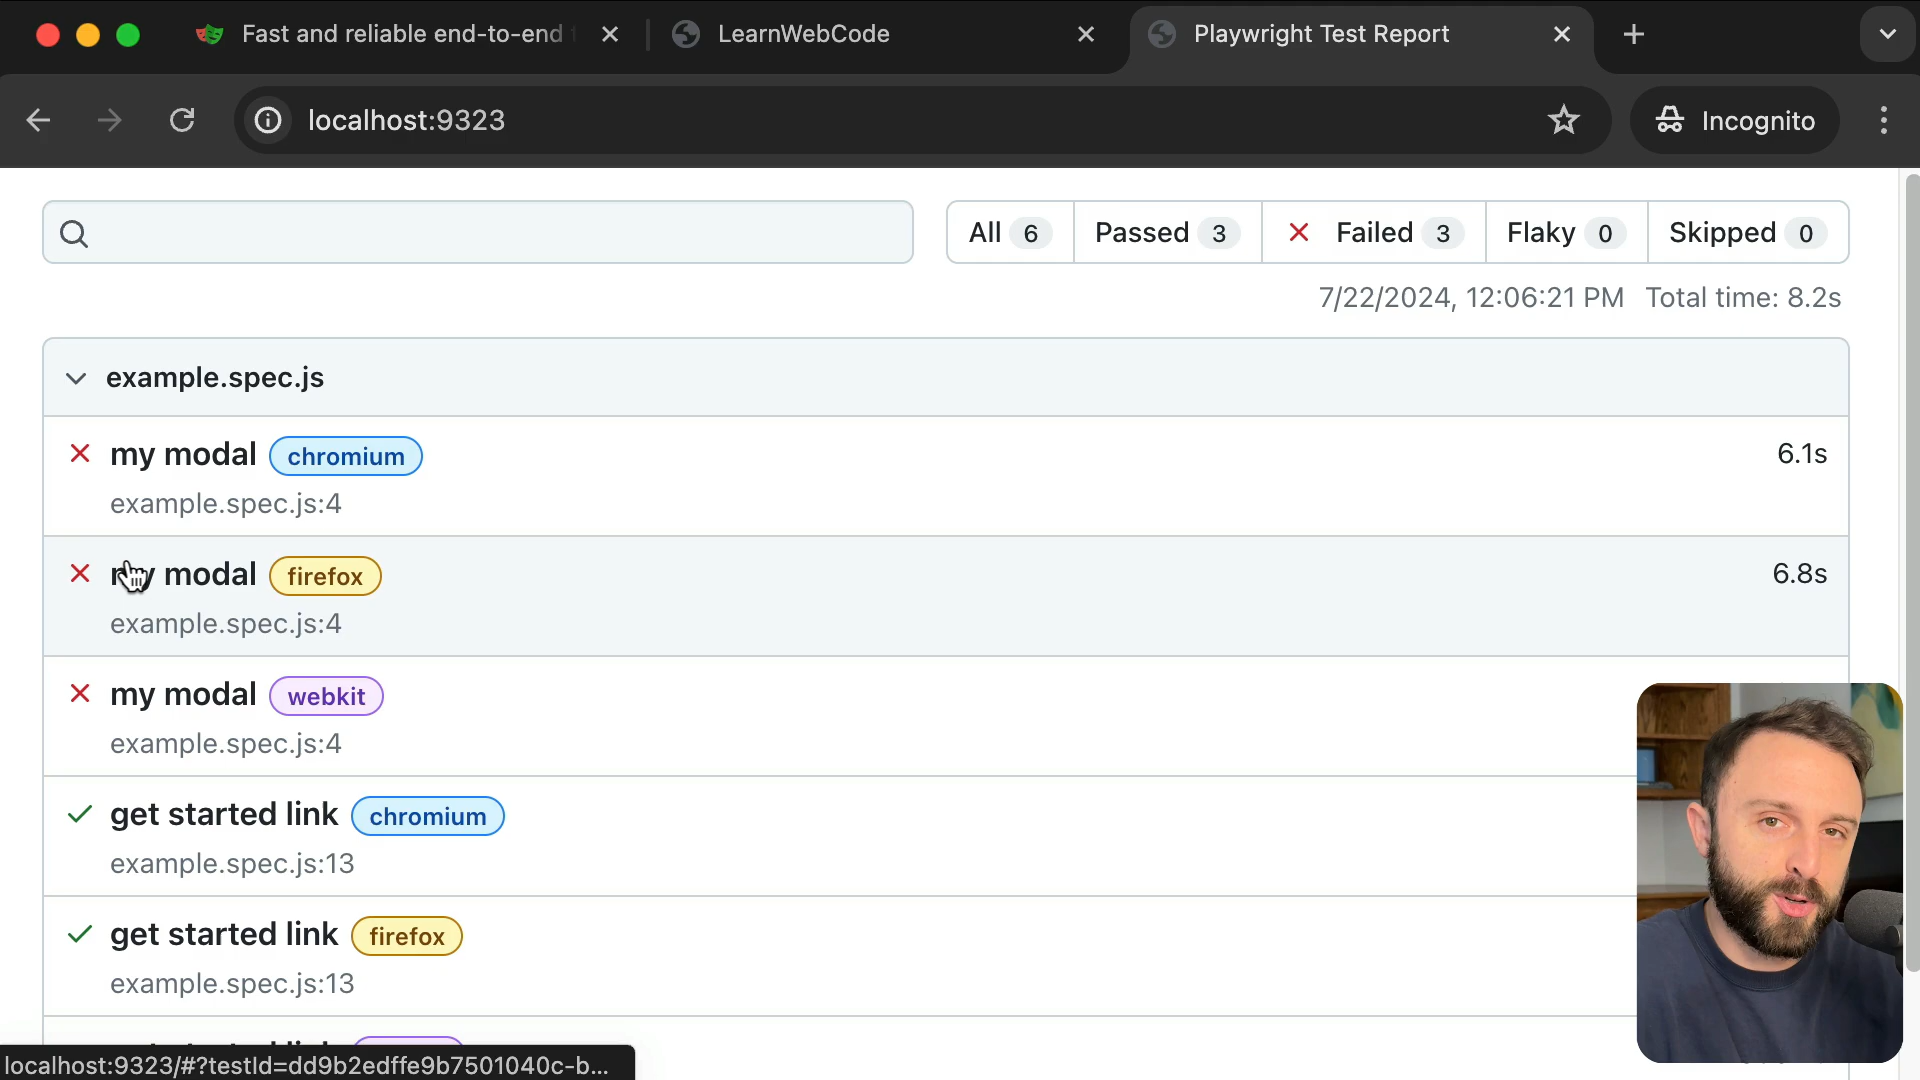 Fast and reliable end-to-end
LearnWebCode
Playwright Test Report
localhost:9323
Incognito
All 6
Passed 3
Failed 3
Flaky 0
Skipped 0
7/22/2024, 12:06:21 PM Total time: 8.2s
example.spec.js
my modal chromium 6.1s
example.spec.js:4
my modal firefox 6.8s
example.spec.js:4
my modal webkit
example.spec.js:4
get started link chromium
example.spec.js:13
get started link firefox
example.spec.js:13
localhost:9323/#?testId=dd9b2edffe9b7501040c-b...